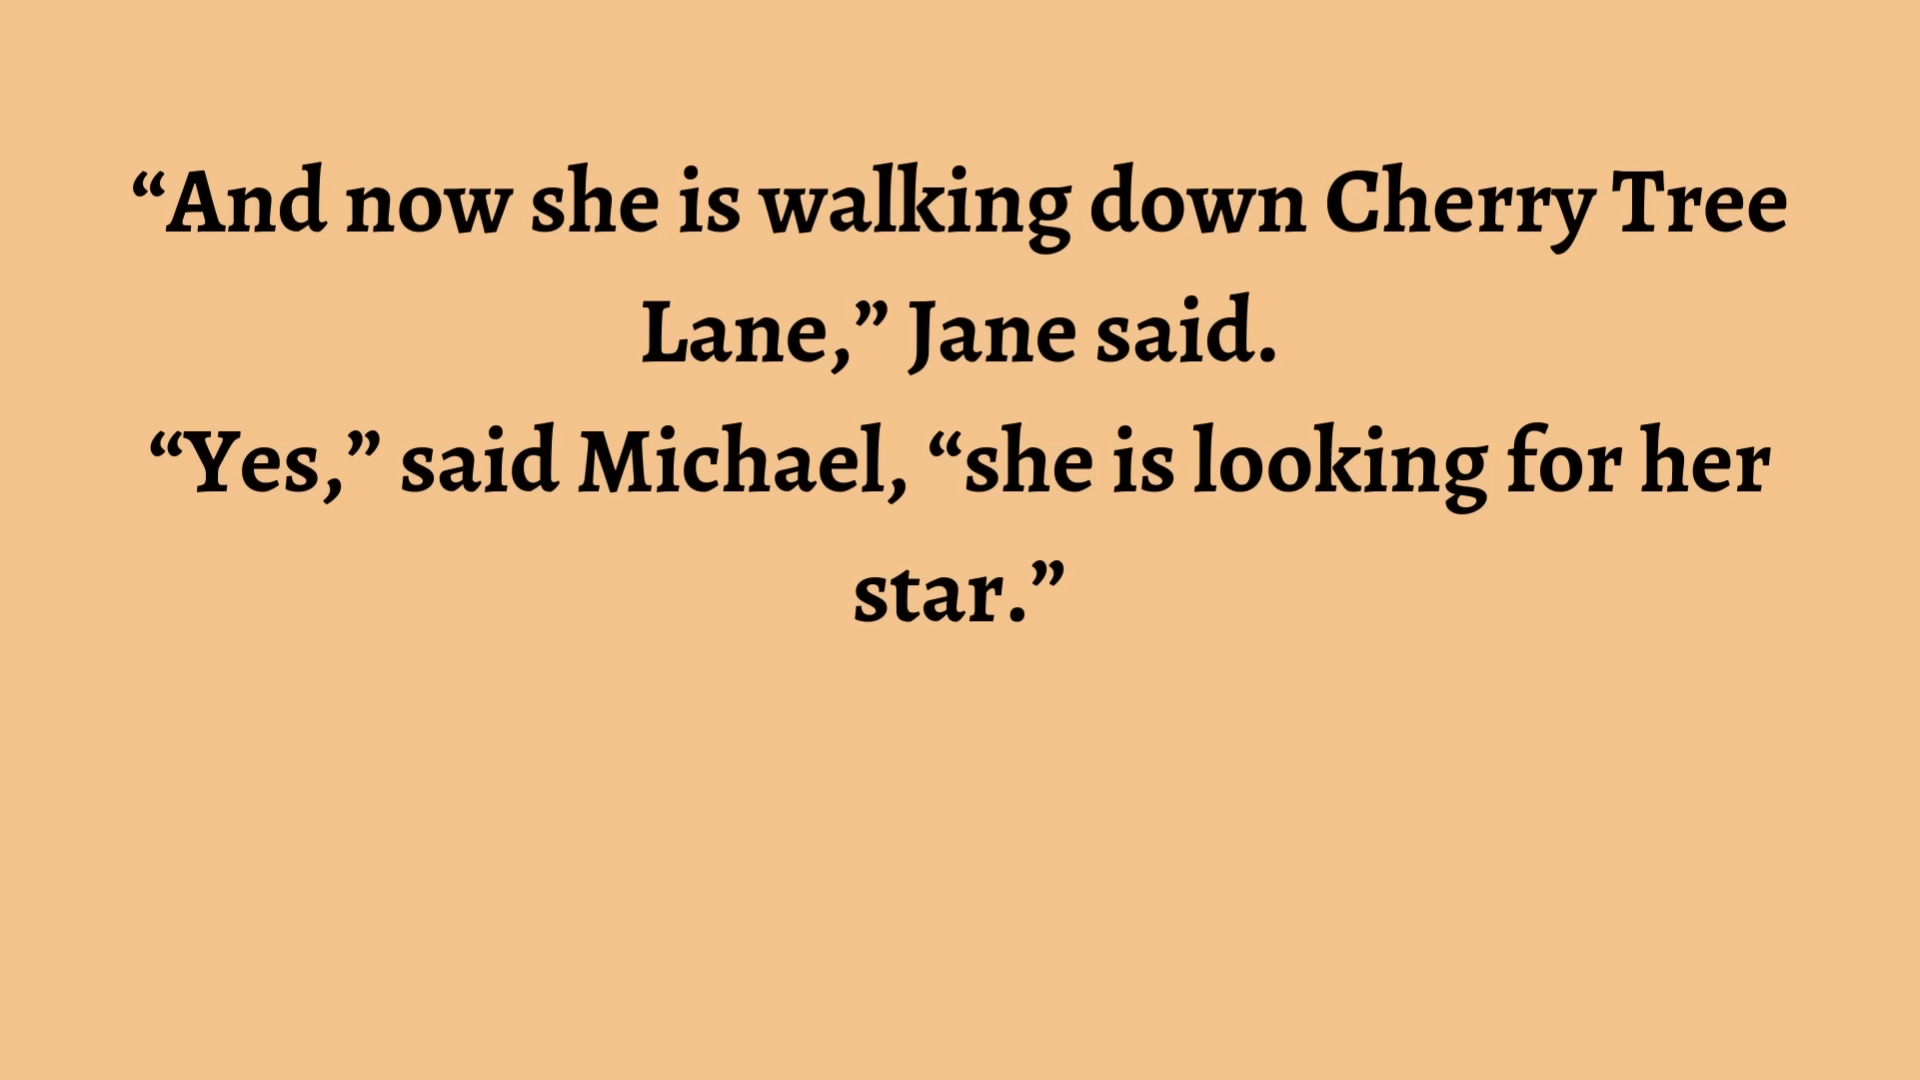 “And now she is walking down Cherry Tree
Lane,” Jane said.
“Yes,” said Michael, “she is looking for her
star.”